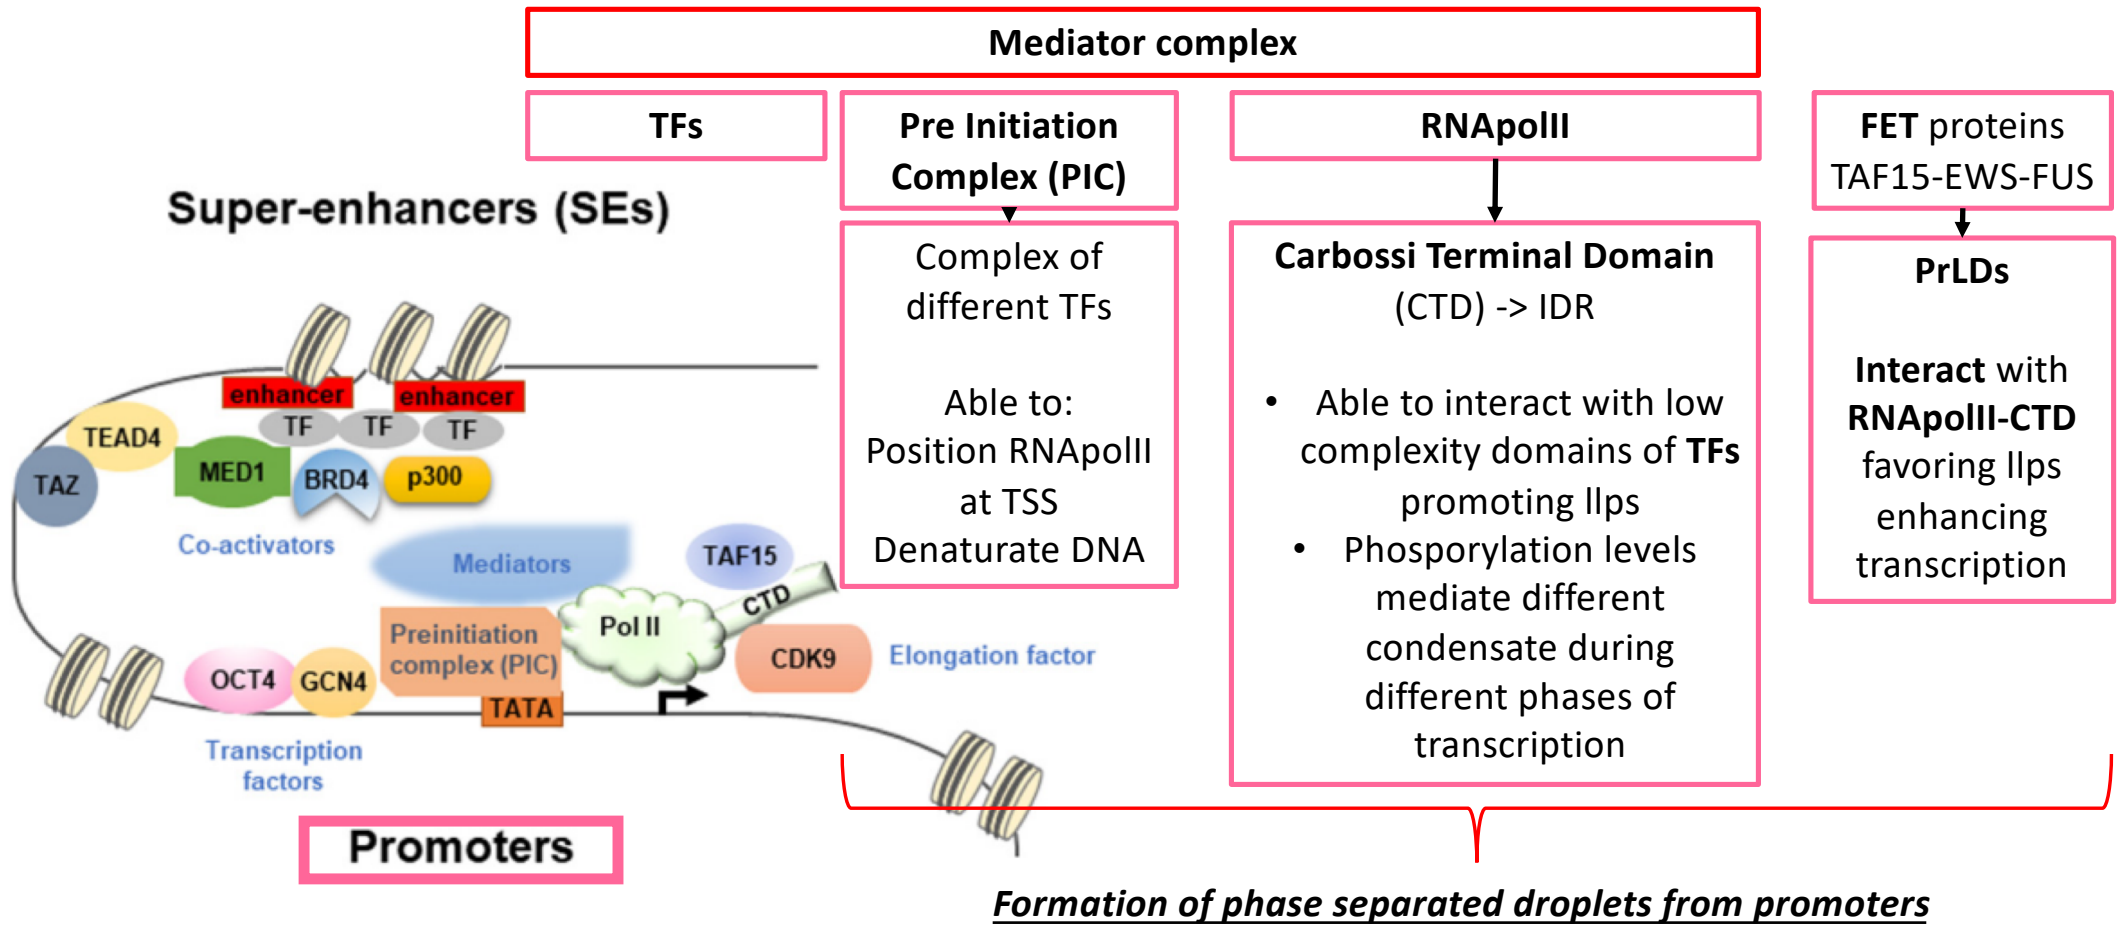 Mediator complex
TFs
Pre Initiation
Complex (PIC)
RNApolII
FET proteins
TAF15-EWS-FUS
Super-enhancers (SEs)
enhancer
enhancer
TF
TF
TF
TEAD4
TAZ
MED1
BRD4
p300
Co-activators
Mediators
TAF15
CTD
Pol II
Preinitiation
complex (PIC)
CDK9
Elongation factor
OCT4
GCN4
TATA
Transcription
factors
Promoters
Complex of
different TFs
Able to:
Position RNApolII
at TSS
Denaturate DNA
Carbossi Terminal Domain
(CTD) -> IDR
• Able to interact with low
complexity domains of TFs
promoting llps
• Phosporylation levels
mediate different
condensate during
different phases of
transcription
PrLDs
Interact with
RNApolII-CTD
favoring llps
enhancing
transcription
Formation of phase separated droplets from promoters